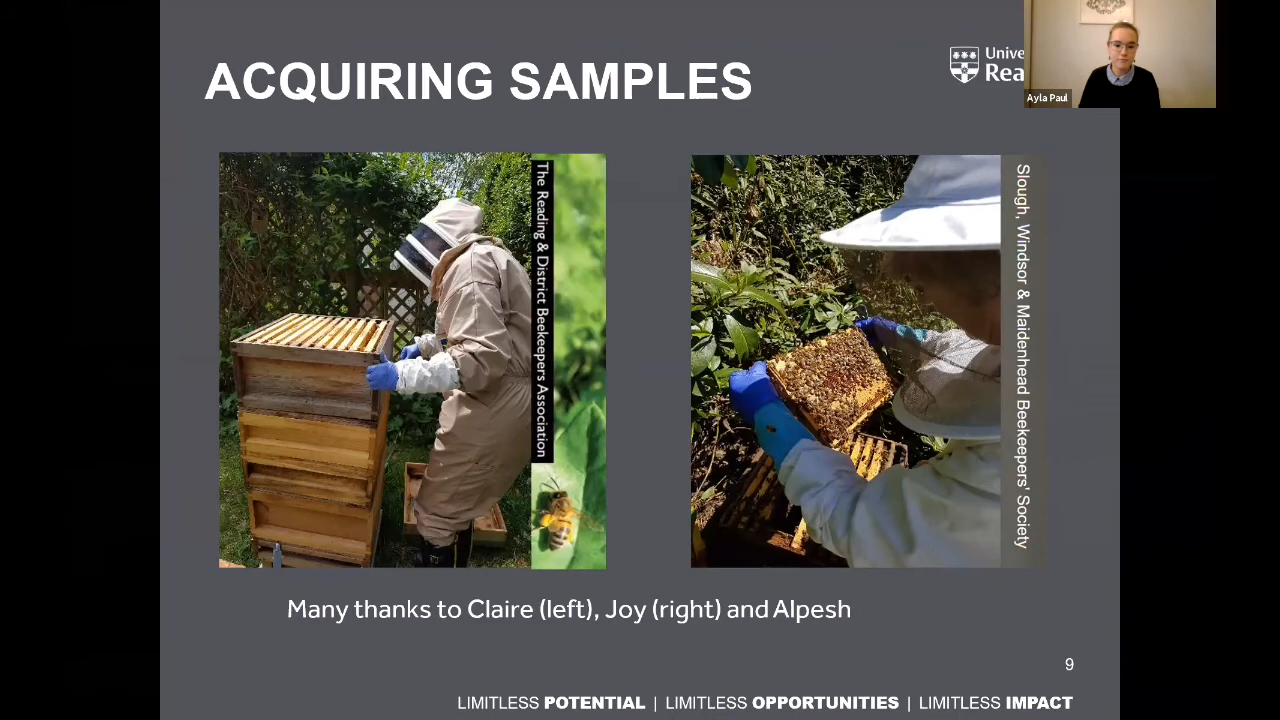 ACQUIRING SAMPLES
Ayla Paul
The Reading & District Beekeepers Association
Slough, Windsor & Maidenhead Beekeepers' Society
Many thanks to Claire (left), Joy (right) and Alpesh
9
LIMITLESS POTENTIAL | LIMITLESS OPPORTUNITIES | LIMITLESS IMPACT